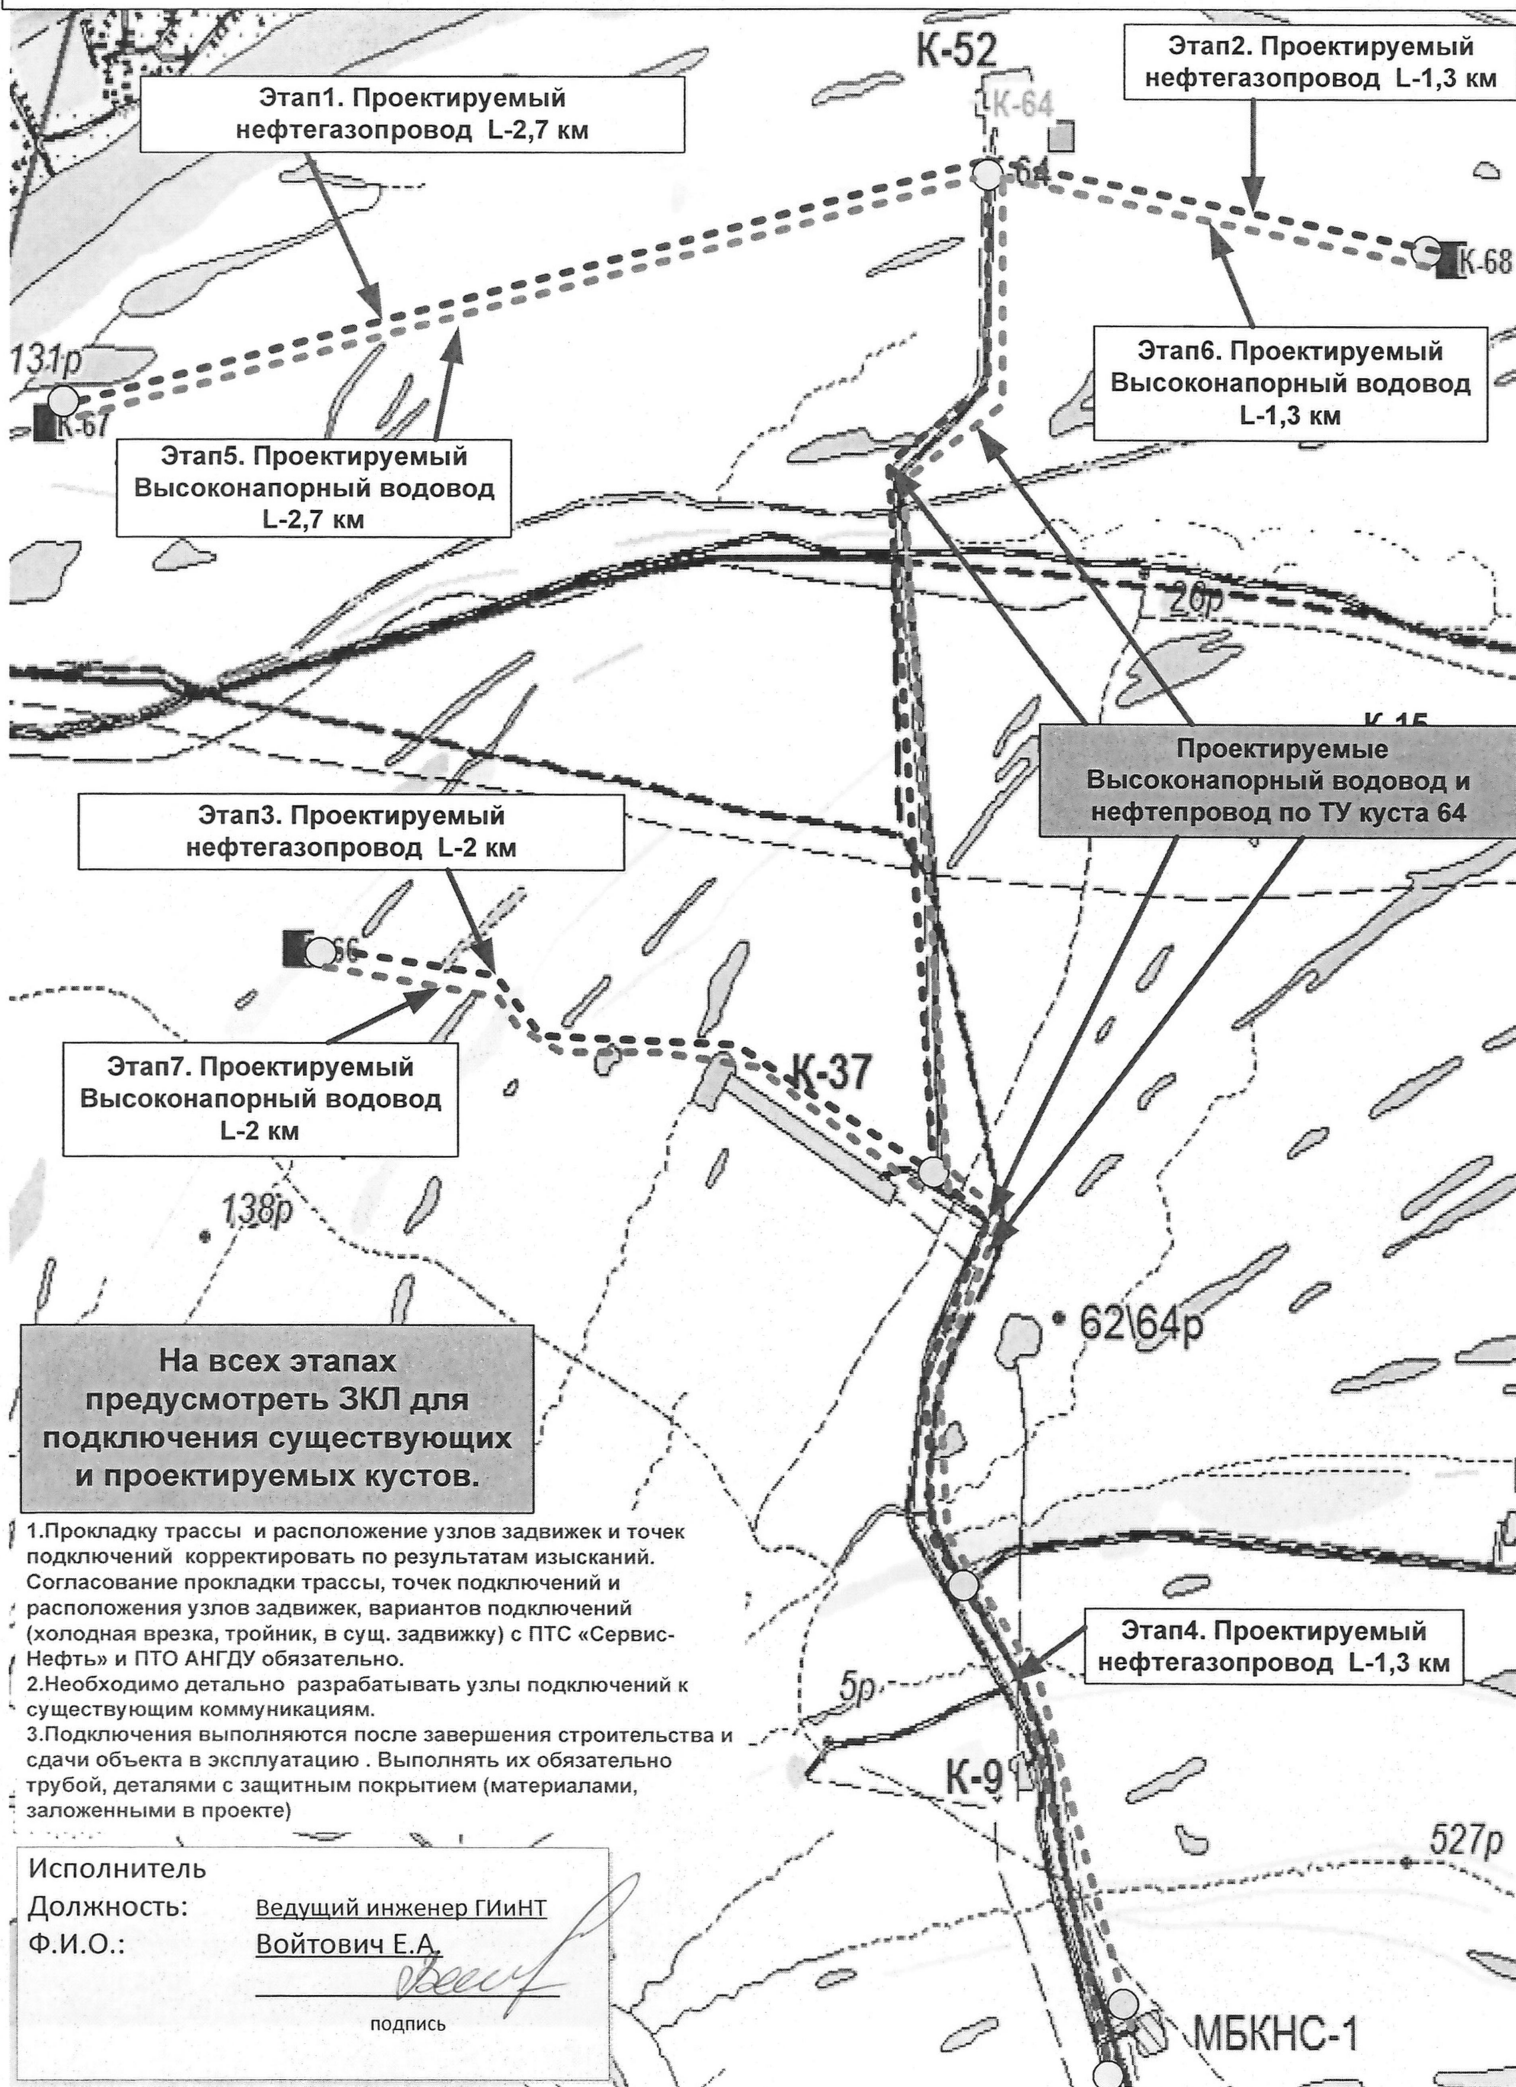 К-52
Этап2. Проектируемый
нефтегазопровод L-1,3 км
Этап1. Проектируемый
нефтегазопровод L-2,7 км
К-64
64
К-68
131р
К-67
Этап6. Проектируемый
Высоконапорный водовод
L-1,3 км
Этап5. Проектируемый
Высоконапорный водовод
L-2,7 км
26р
К-15
Проектируемые
Высоконапорный водовод и
нефтепровод по ТУ куста 64
Этап3. Проектируемый
нефтегазопровод L-2 км
66
Этап7. Проектируемый
Высоконапорный водовод
L-2 км
К-37
138р
62\64р
На всех этапах
предусмотреть ЗКЛ для
подключения существующих
и проектируемых кустов.
1.Прокладку трассы и расположение узлов задвижек и точек
подключений корректировать по результатам изысканий.
Согласование прокладки трассы, точек подключений и
расположения узлов задвижек, вариантов подключений
(холодная врезка, тройник, в сущ. задвижку) с ПТС «Сервис-
Нефть» и ПТО АНГДУ обязательно.
2.Необходимо детально разрабатывать узлы подключений к
существующим коммуникациям.
3.Подключения выполняются после завершения строительства и
сдачи объекта в эксплуатацию . Выполнять их обязательно
трубой, деталями с защитным покрытием (материалами,
заложенными в проекте)
Этап4. Проектируемый
нефтегазопровод L-1,3 км
5р
К-9
527р
Исполнитель
Должность: Ведущий инженер ГИиНТ
Ф.И.О.: Войтович Е.А.
подпись
МБКНС-1